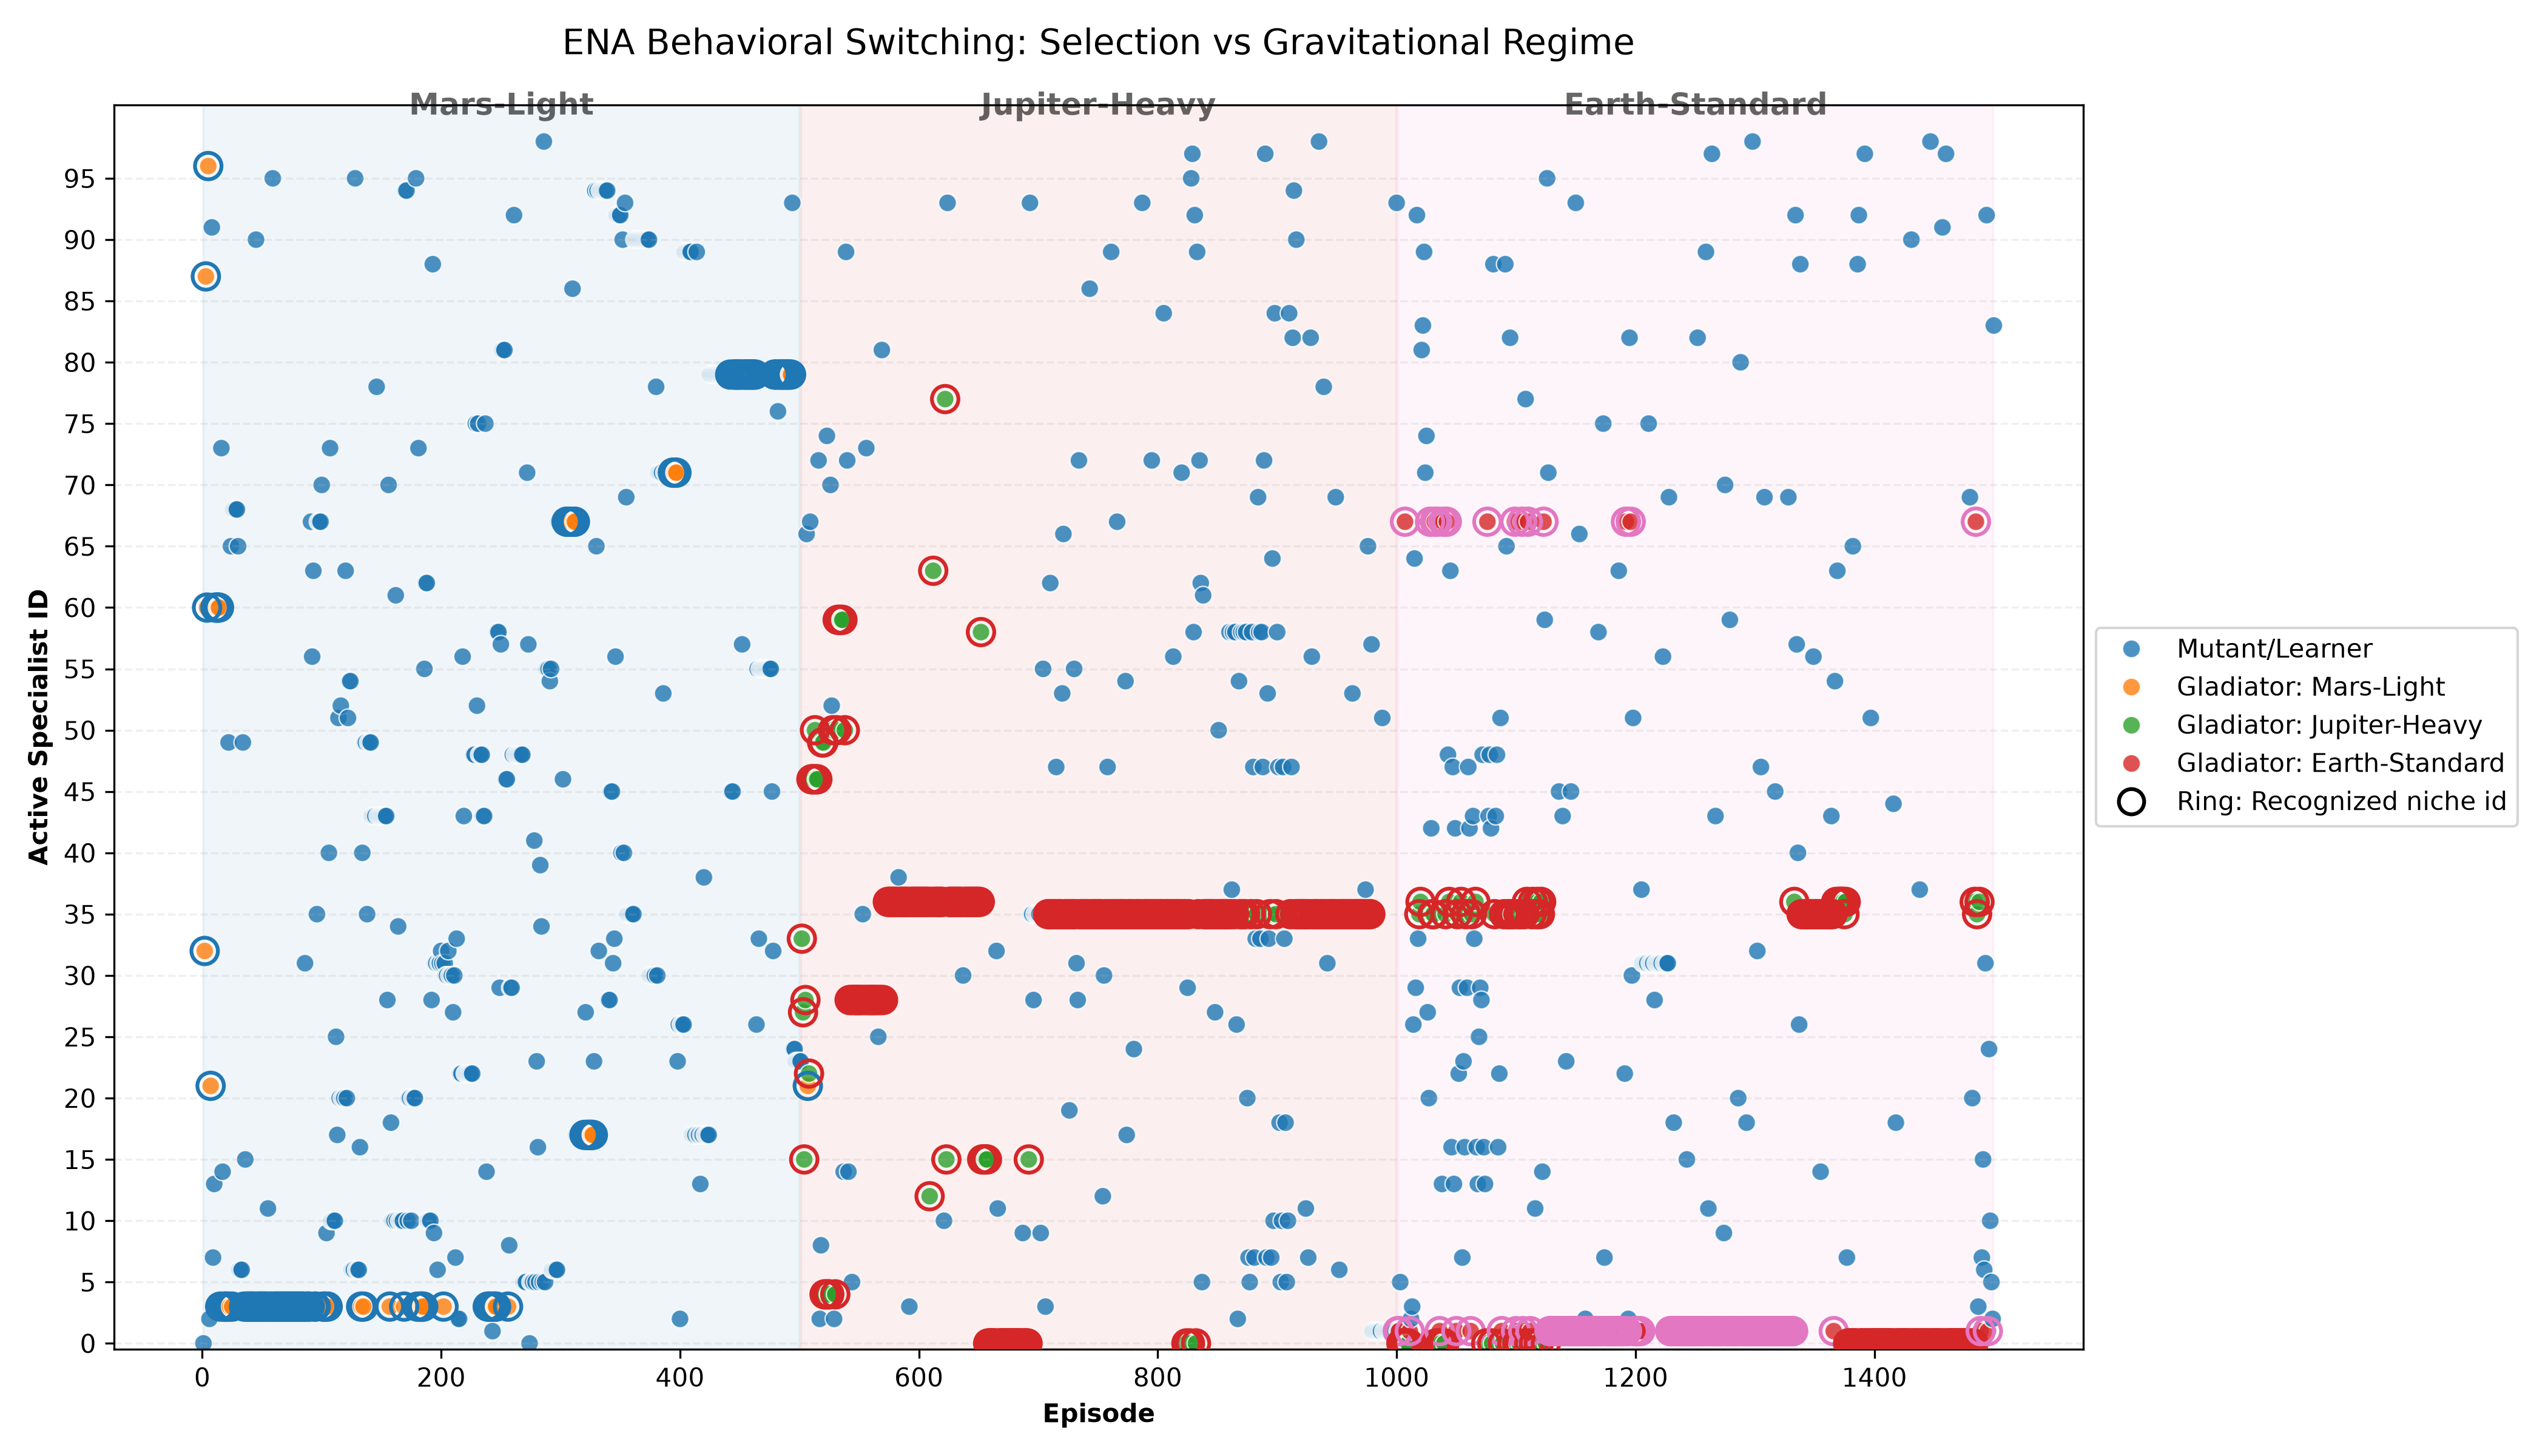 ENA Behavioral Switching: Selection vs Gravitational Regime
Mars-Light
Jupiter-Heavy
Earth-Standard
Active Specialist ID
95
90
85
80
75
70
65
60
55
50
45
40
35
30
25
20
15
10
5
0
0
200
400
600
800
1000
1200
1400
Episode
Mutant/Learner
Gladiator: Mars-Light
Gladiator: Jupiter-Heavy
Gladiator: Earth-Standard
Ring: Recognized niche id